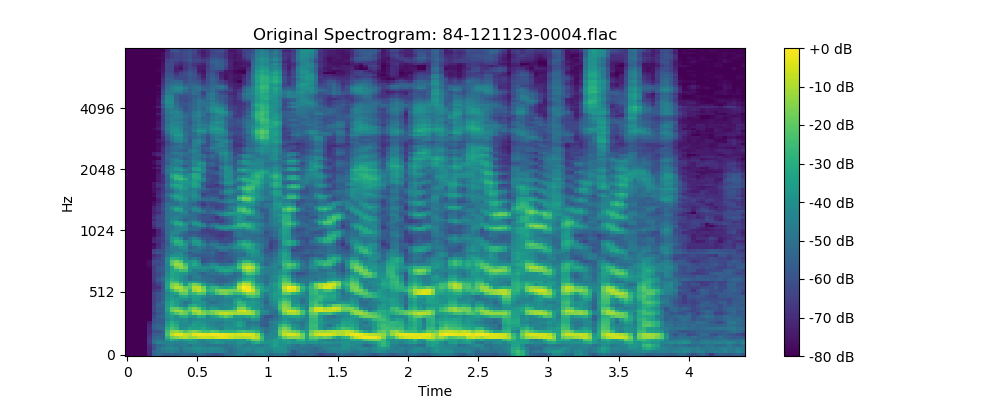 Original Spectrogram: 84-121123-0004.flac
Hz
4096
2048
1024
512
0
0 0.5 1 1.5 2 2.5 3 3.5 4
Time
+0 dB
-10 dB
-20 dB
-30 dB
-40 dB
-50 dB
-60 dB
-70 dB
-80 dB